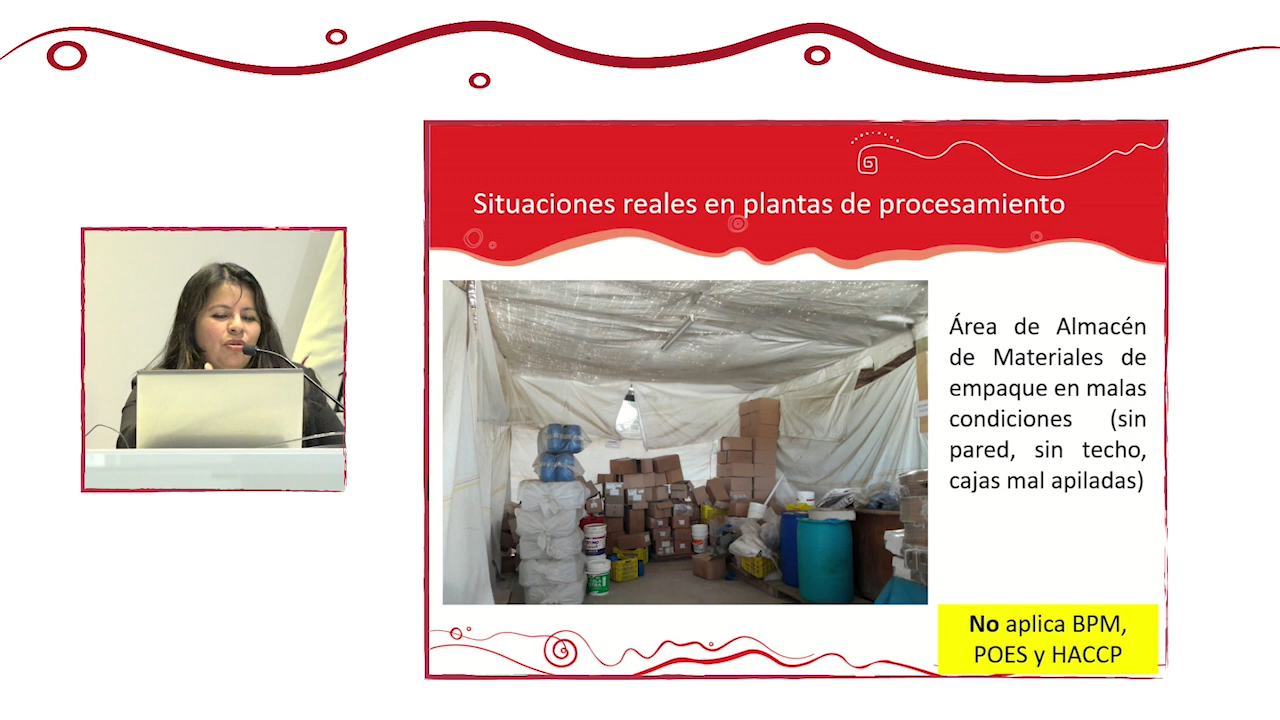 Situaciones reales en plantas de procesamiento
Área de Almacén
de Materiales de
empaque en malas
condiciones (sin
pared, sin techo,
cajas mal apiladas)
No aplica BPM,
POES y HACCP